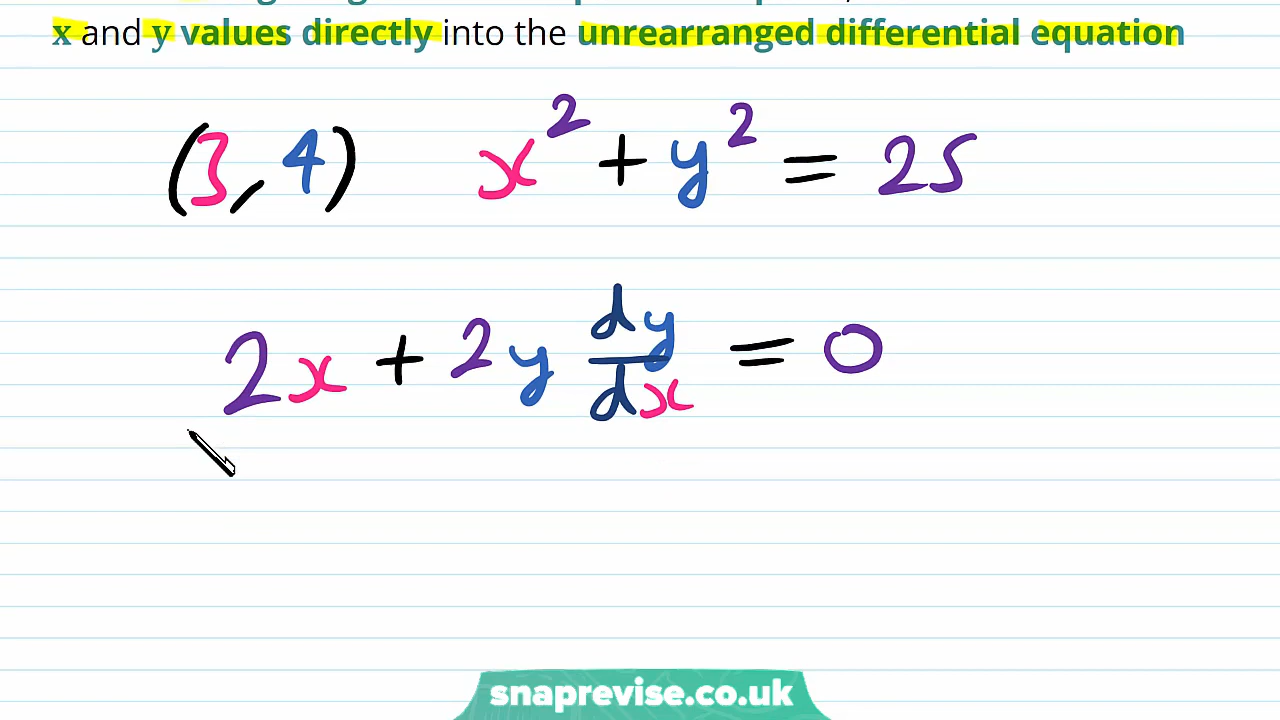 x and y values directly into the unrearranged differential equation
(3, 4) x² + y² = 25
2x + 2y dy/dx = 0
snaprevise.co.uk